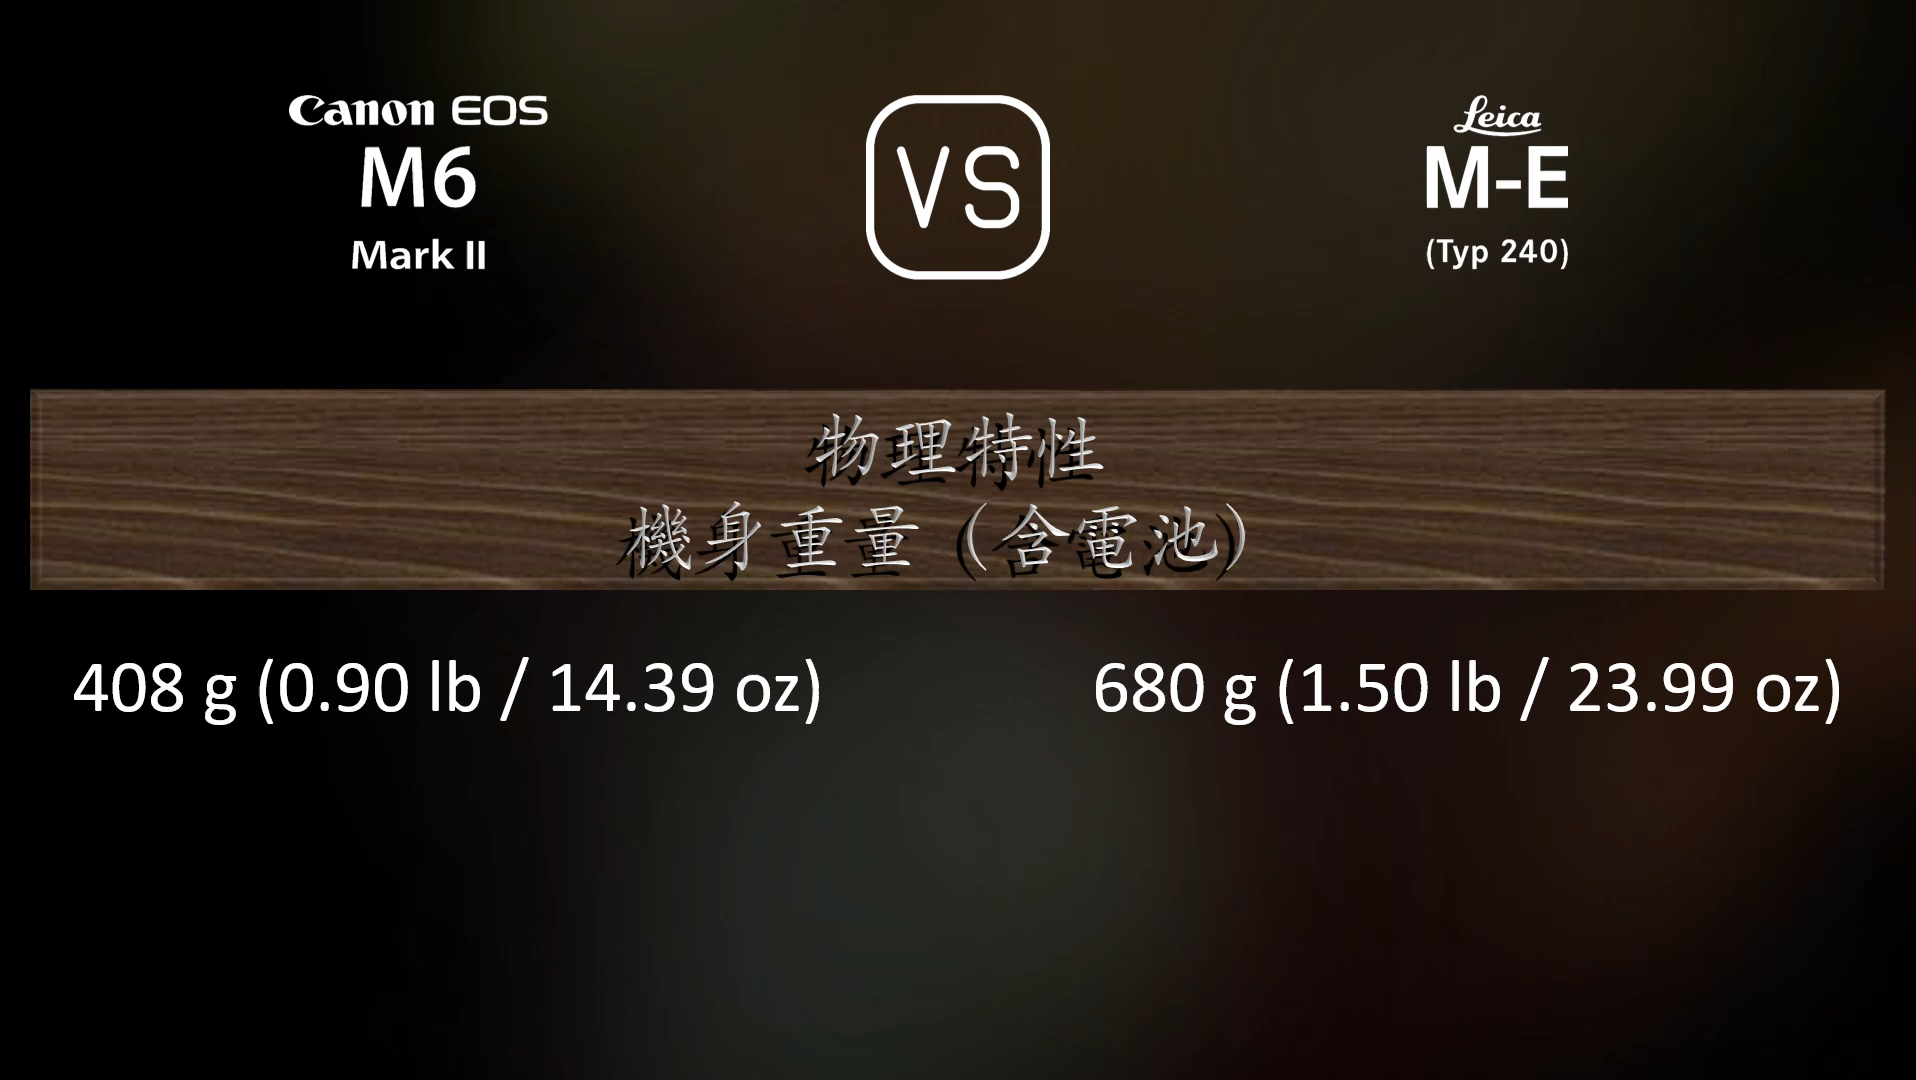 Canon EOS
M6
Mark II
VS
Leica
M-E
(Typ 240)
物理特性
機身重量（含電池）
408 g (0.90 lb / 14.39 oz)
680 g (1.50 lb / 23.99 oz)